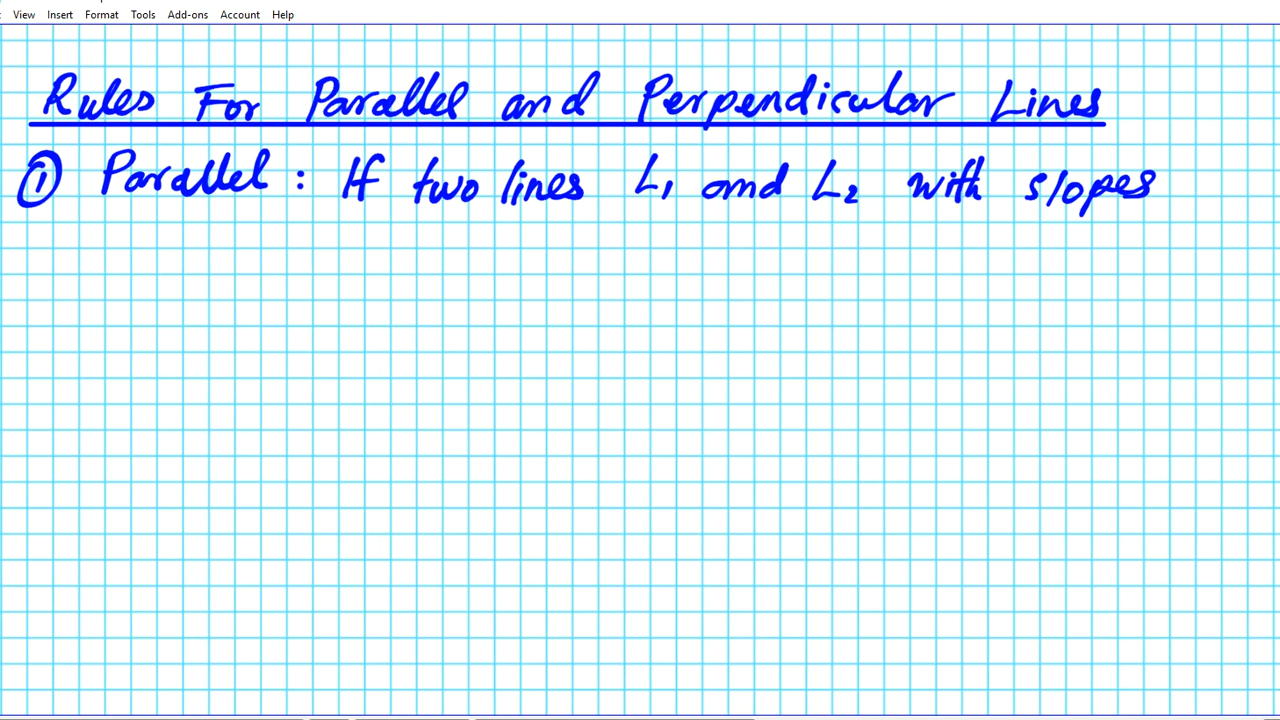 View Insert Format Tools Add-ons Account Help
Rules For Parallel and Perpendicular Lines
① Parallel : If two lines L₁ and L₂ with slopes